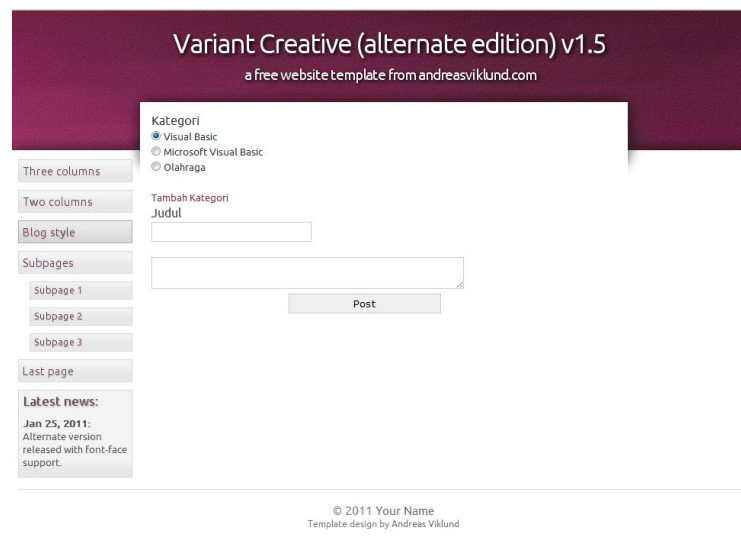 Variant Creative (alternate edition) v1.5
a free website template from andreasviklund.com
Three columns
Two columns
Blog style
Subpages
Subpage 1
Subpage 2
Subpage 3
Last page
Latest news:
Jan 25, 2011:
Alternate version
released with font-face
support.
Kategori
Visual Basic
Microsoft Visual Basic
Olahraga
Tambah Kategori
Judul
Post
© 2011 Your Name
Template design by Andreas Viklund